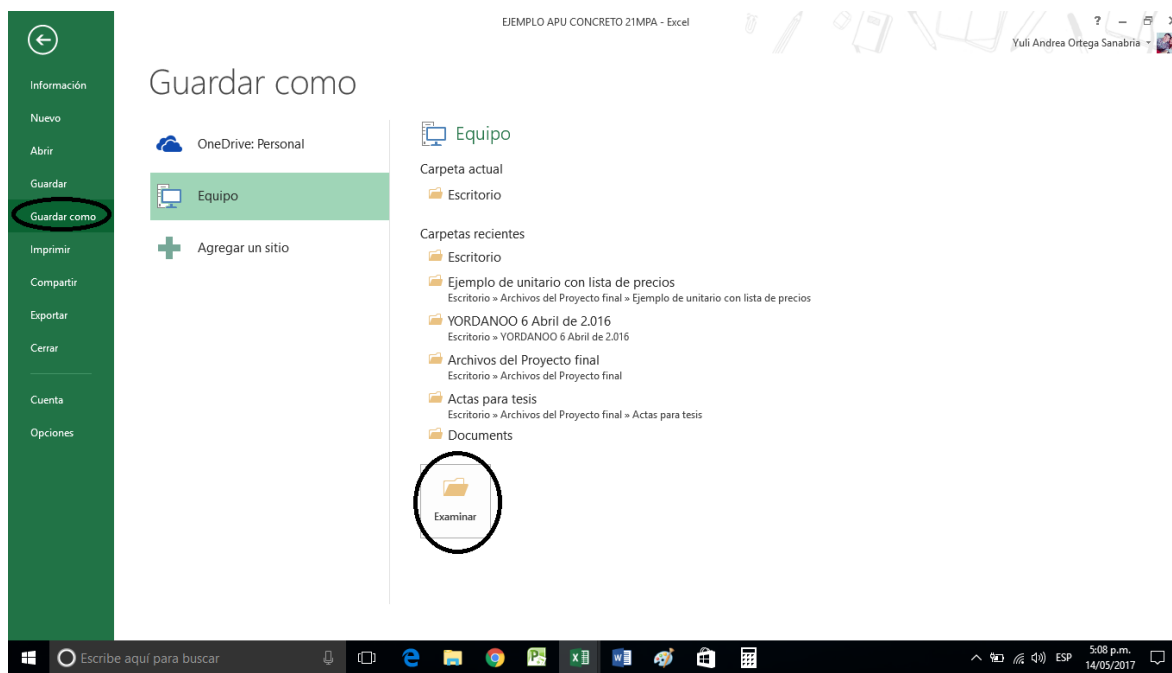 EJEMPLO APU CONCRETO 21MPA - Excel
?
Yuli Andrea Ortega Sanabria
Información
Nuevo
Abrir
Guardar
Guardar como
Imprimir
Compartir
Exportar
Cerrar
Cuenta
Opciones
Guardar como
OneDrive: Personal
Equipo
Agregar un sitio
Equipo
Carpeta actual
Escritorio
Carpetas recientes
Escritorio
Ejemplo de unitario con lista de precios
Escritorio » Archivos del Proyecto final » Ejemplo de unitario con lista de precios
YORDANOO 6 Abril de 2.016
Escritorio » YORDANOO 6 Abril de 2.016
Archivos del Proyecto final
Escritorio » Archivos del Proyecto final
Actas para tesis
Escritorio » Archivos del Proyecto final » Actas para tesis
Documents
Examinar
Escribe aquí para buscar
ESP
5:08 p.m.
14/05/2017